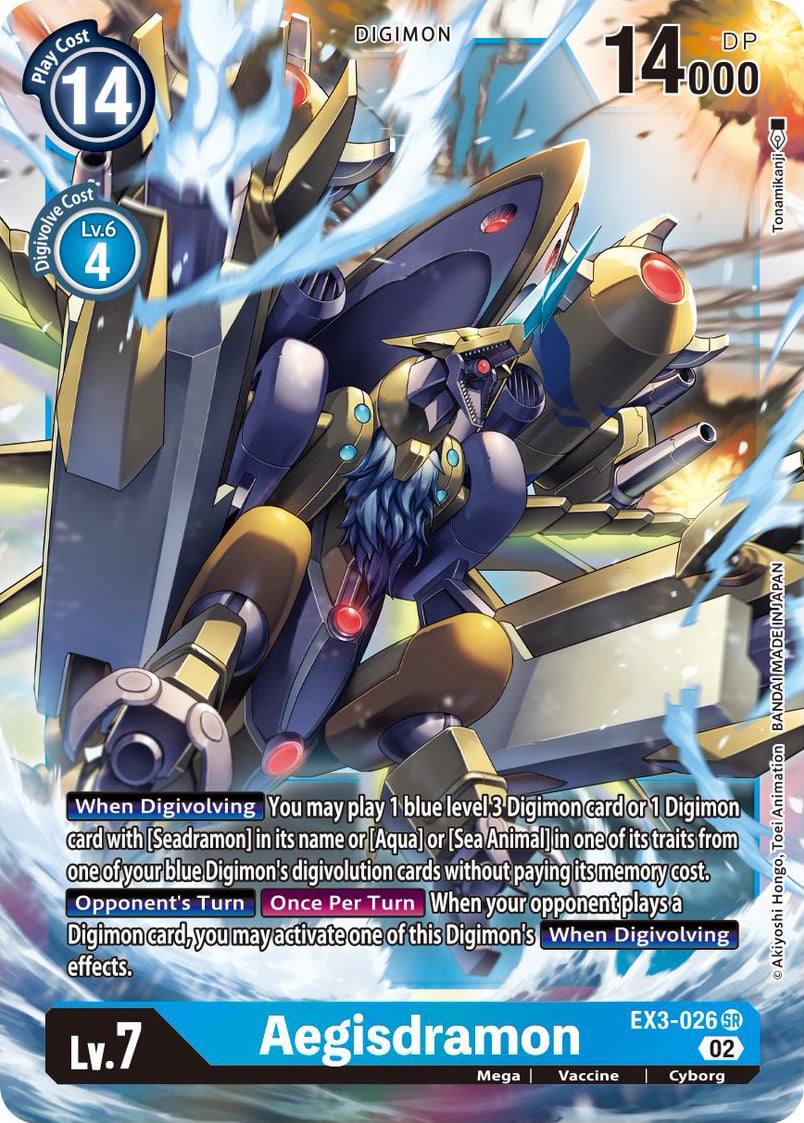 DIGIMON
Play Cost
14
14000
DP
Digivolve Cost
Lv.6
4
Tonamikanji
When Digivolving You may play 1 blue level 3 Digimon card or 1 Digimon
card with [Seadramon] in its name or [Aqua] or [Sea Animal] in one of its traits from
one of your blue Digimon's digivolution cards without paying its memory cost.
Opponent's Turn Once Per Turn When your opponent plays a
Digimon card, you may activate one of this Digimon's When Digivolving
effects.
© Akiyoshi Hongo, Toei Animation BANDAI MADE IN JAPAN
Lv.7
Aegisdramon
EX3-026 SR
02
Mega | Vaccine | Cyborg